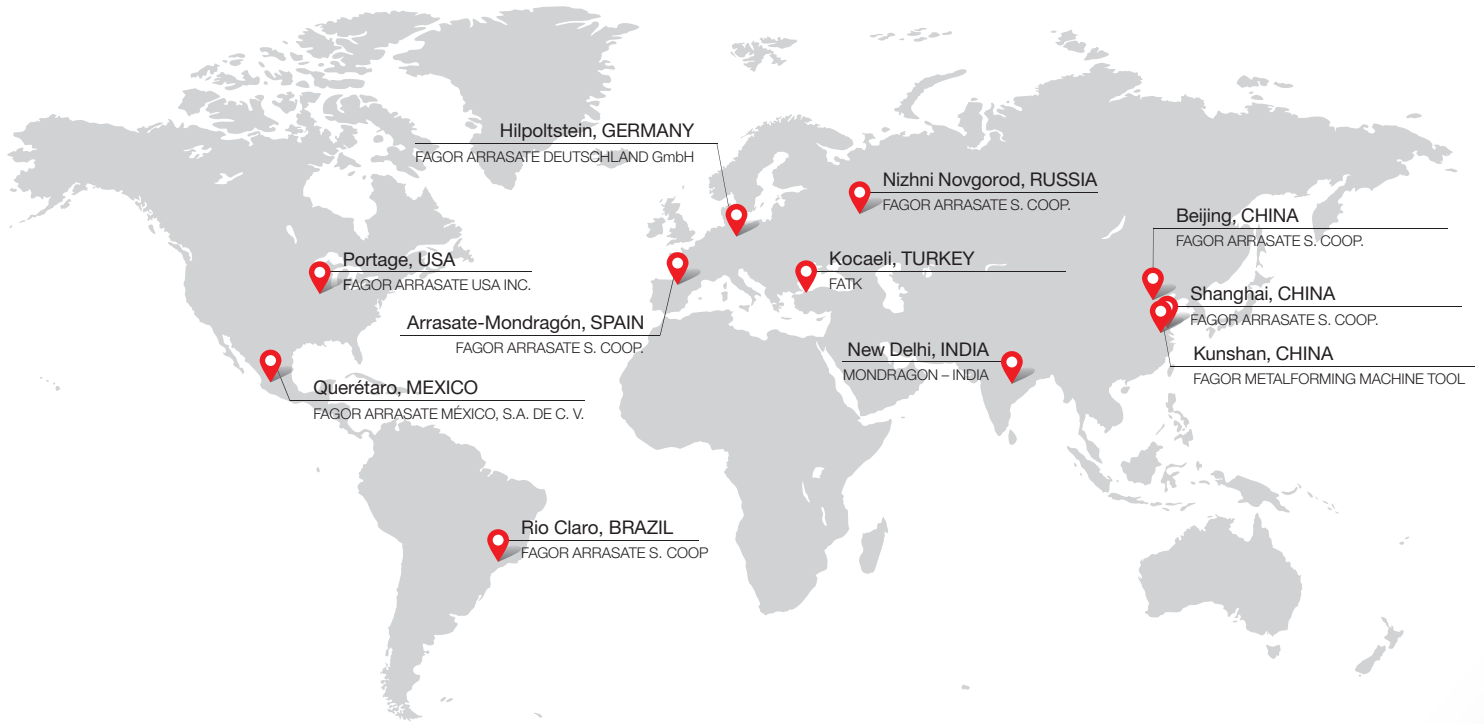 Hilpoltstein, GERMANY
FAGOR ARRASATE DEUTSCHLAND GmbH
Nizhni Novgorod, RUSSIA
FAGOR ARRASATE S. COOP.
Beijing, CHINA
FAGOR ARRASATE S. COOP.
Portage, USA
FAGOR ARRASATE USA INC.
Kocaeli, TURKEY
FATK
Shanghai, CHINA
FAGOR ARRASATE S. COOP.
Arrasate-Mondragón, SPAIN
FAGOR ARRASATE S. COOP.
New Delhi, INDIA
MONDRAGON – INDIA
Kunshan, CHINA
FAGOR METALFORMING MACHINE TOOL
Querétaro, MEXICO
FAGOR ARRASATE MÉXICO, S.A. DE C. V.
Rio Claro, BRAZIL
FAGOR ARRASATE S. COOP